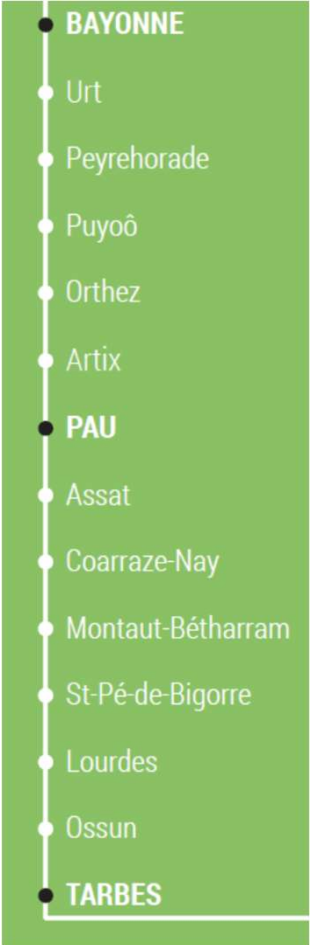 BAYONNE
Urt
Peyrehorade
Puyoô
Orthez
Artix
PAU
Assat
Coarraze-Nay
Montaut-Bétharram
St-Pé-de-Bigorre
Lourdes
Ossun
TARBES